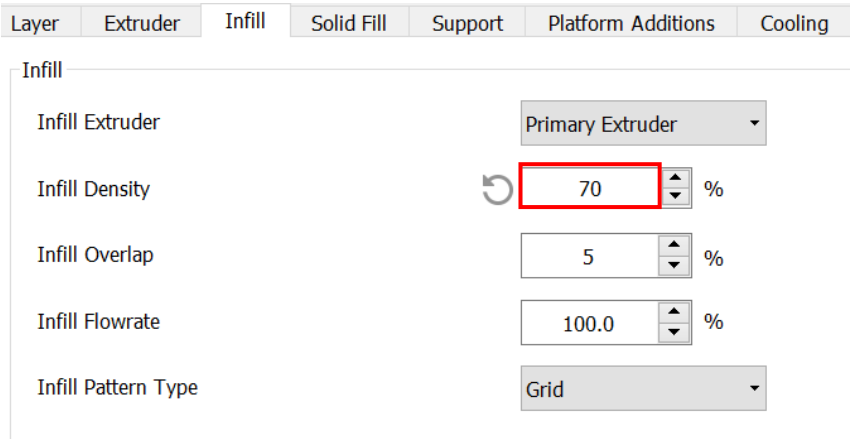 Layer Extruder Infill Solid Fill Support Platform Additions Cooling
Infill
Infill Extruder Primary Extruder
Infill Density 70 %
Infill Overlap 5 %
Infill Flowrate 100.0 %
Infill Pattern Type Grid